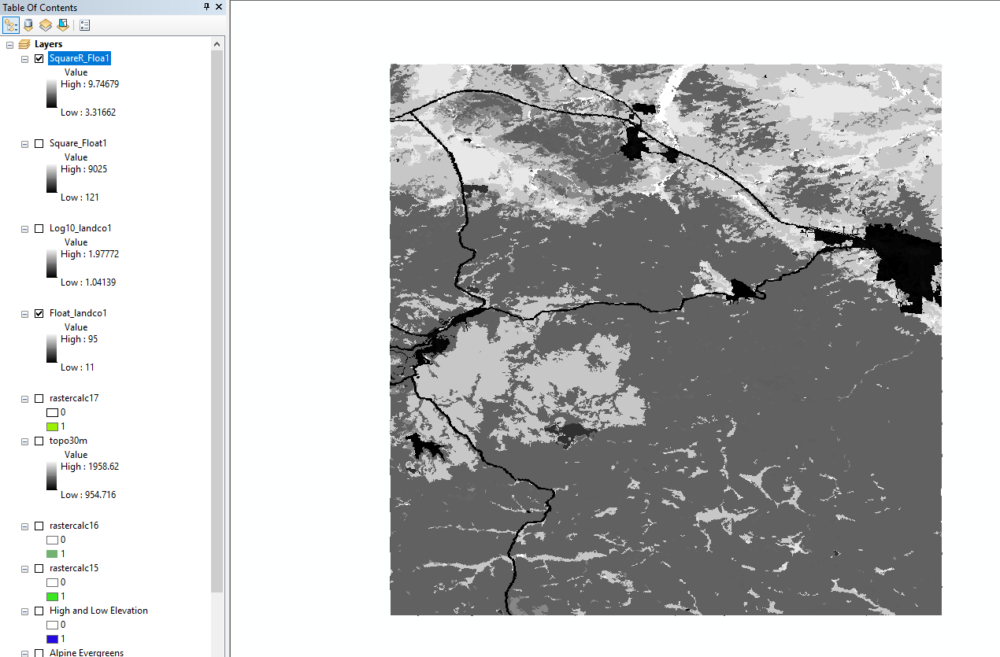 Table Of Contents
Layers
SquareR_Floa1
Value
High : 9.74679
Low : 3.31662
Square_Float1
Value
High : 9025
Low : 121
Log10_landco1
Value
High : 1.97772
Low : 1.04139
Float_landco1
Value
High : 95
Low : 11
rastercalc17
0
1
topo30m
Value
High : 1958.62
Low : 954.716
rastercalc16
0
1
rastercalc15
0
1
High and Low Elevation
0
1
Alpine Evergreens